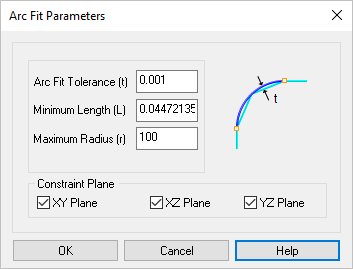 Arc Fit Parameters
Arc Fit Tolerance (t) 0.001
Minimum Length (L) 0.04472135
Maximum Radius (r) 100
t
Constraint Plane
XY Plane XZ Plane YZ Plane
OK Cancel Help